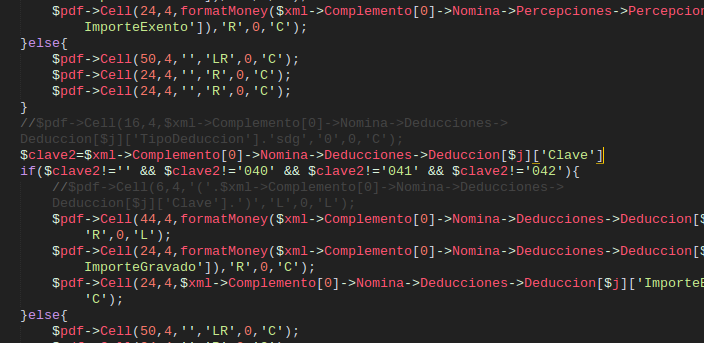 $pdf->Cell(24,4,formatMoney($xml->Complemento[0]->Nomina->Percepciones->Percepcion
ImporteExento']),'R',0,'C');
}else{
$pdf->Cell(50,4,'','LR',0,'C');
$pdf->Cell(24,4,'','R',0,'C');
$pdf->Cell(24,4,'','R',0,'C');
}
//$pdf->Cell(16,4,$xml->Complemento[0]->Nomina->Deducciones->
Deduccion[$j]['TipoDeduccion'].'sdg','0',0,'C');
$clave2=$xml->Complemento[0]->Nomina->Deducciones->Deduccion[$j]['Clave']
if($clave2!='' && $clave2!='040' && $clave2!='041' && $clave2!='042'){
//$pdf->Cell(6,4,'('.$xml->Complemento[0]->Nomina->Deducciones->
Deduccion[$j]['Clave'].')','L',0,'L');
$pdf->Cell(44,4,formatMoney($xml->Complemento[0]->Nomina->Deducciones->Deduccion[$
'R',0,'L');
$pdf->Cell(24,4,formatMoney($xml->Complemento[0]->Nomina->Deducciones->Deduccion[$
ImporteGravado']),'R',0,'C');
$pdf->Cell(24,4,$xml->Complemento[0]->Nomina->Deducciones->Deduccion[$j]['ImporteE
'C');
}else{
$pdf->Cell(50,4,'','LR',0,'C');